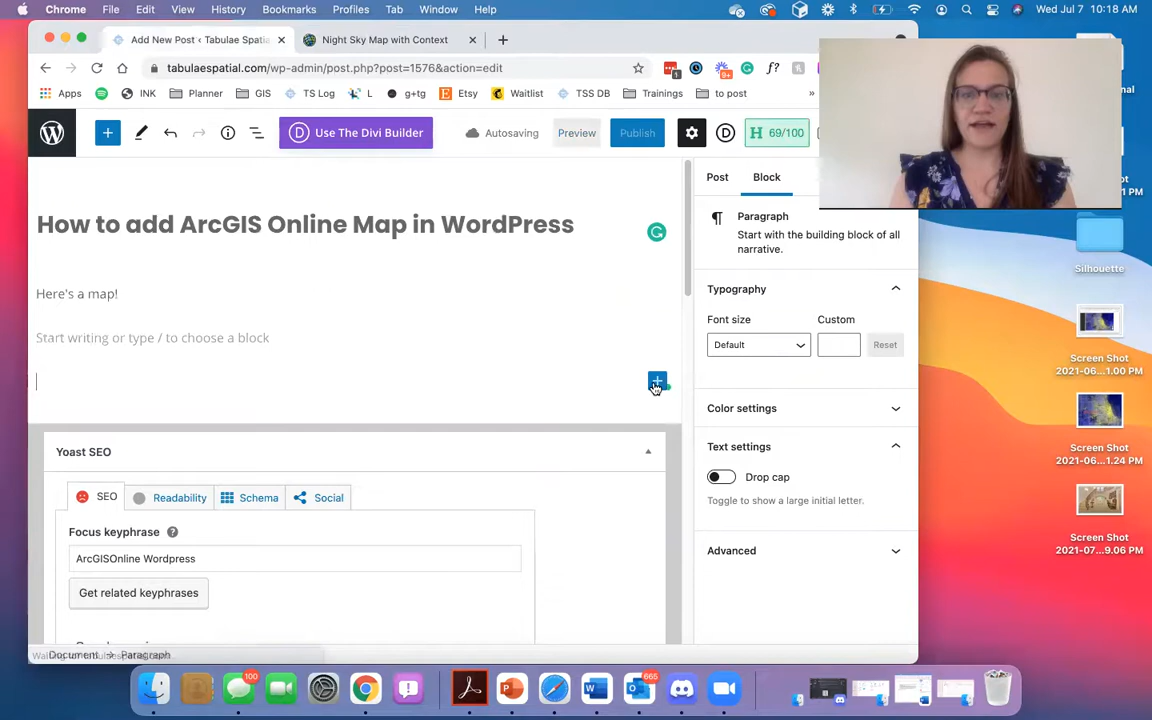 Chrome File Edit View History Bookmarks Profiles Tab Window Help
Wed Jul 7 10:18 AM
Add New Post ‹ Tabulae Spatia
Night Sky Map with Context
tabulaespatial.com/wp-admin/post.php?post=1576&action=edit
1
9+
f?
Apps INK Planner GIS TS Log L g+tg Etsy Waitlist TSS DB Trainings to post »
Use The Divi Builder
Autosaving
Preview
Publish
D
H 69/100
How to add ArcGIS Online Map in WordPress
Here's a map!
Start writing or type / to choose a block
Post
Block
Paragraph
Start with the building block of all
narrative.
Typography
Font size
Custom
Default
Reset
Color settings
Text settings
Drop cap
Toggle to show a large initial letter.
Advanced
Yoast SEO
SEO
Readability
Schema
Social
Focus keyphrase
ArcGISOnline Wordpress
Get related keyphrases
Document → Paragraph
Silhouette
Screen Shot
2021-06...1.00 PM
Screen Shot
2021-06...1.24 PM
Screen Shot
2021-07...9.06 PM
100
665